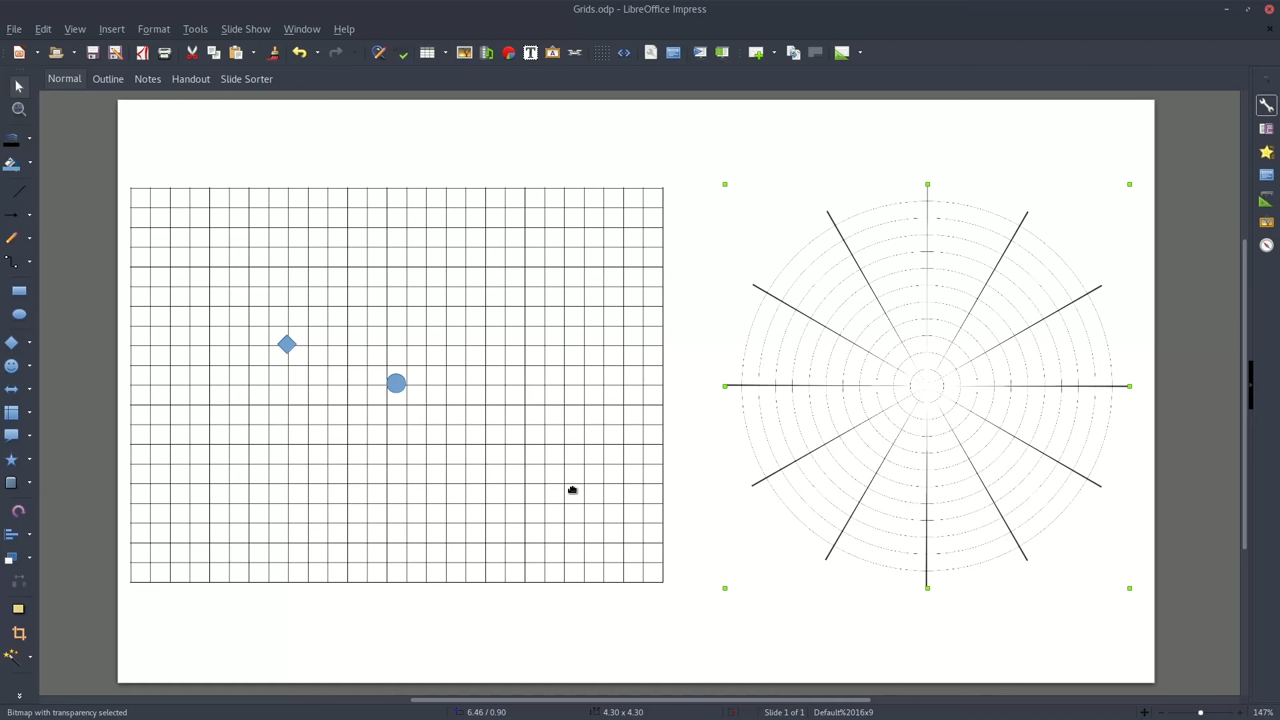 Grids.odp - LibreOffice Impress
File Edit View Insert Format Tools Slide Show Window Help
Normal Outline Notes Handout Slide Sorter
Bitmap with transparency selected 6.46 / 0.90 4.30 x 4.30 Slide 1 of 1 Default%2016x9 147%